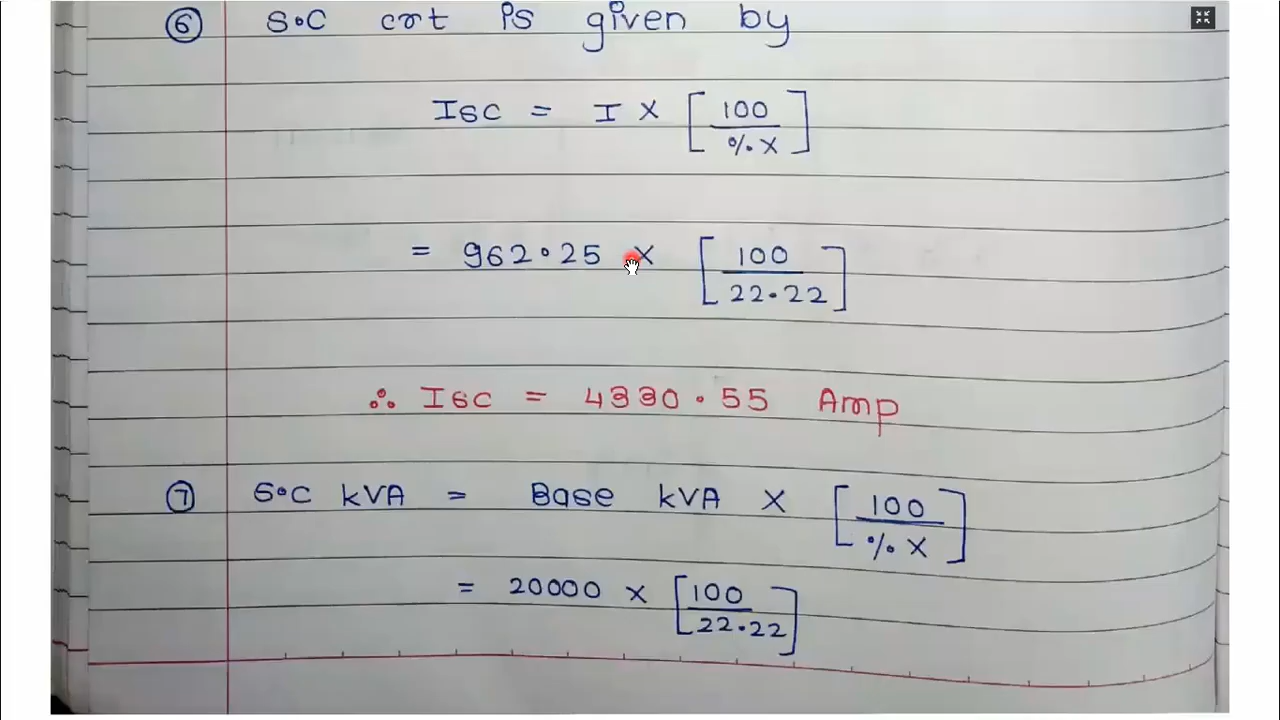 ⑥ S.C crt is given by
Isc = I × [100 / % X]
= 962.25 × [100 / 22.22]
∴ Isc = 4330.55 Amp
⑦ S.C kVA = Base kVA × [100 / % X]
= 20000 × [100 / 22.22]